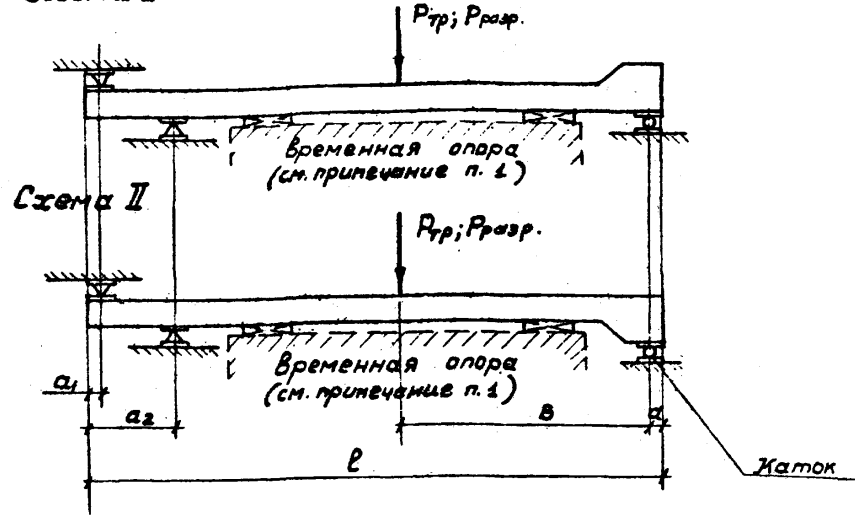 Pтр; Pразр.
временная опора
(см. примечание п. 1)
Схема II
Pтр; Pразр.
временная опора
(см. примечание п. 1)
a₁
a₂
в
a
ℓ
Каток